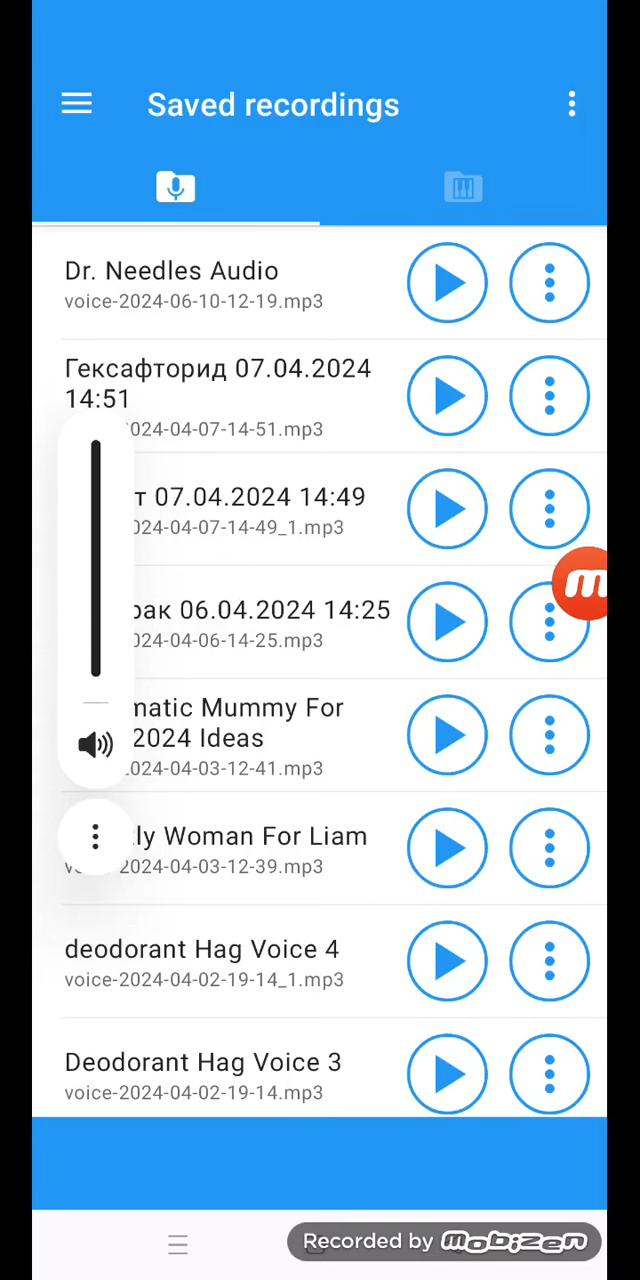 Saved recordings
Dr. Needles Audio
voice-2024-06-10-12-19.mp3
Гексафторид 07.04.2024
14:51
024-04-07-14-51.mp3
07.04.2024 14:49
024-04-07-14-49_1.mp3
06.04.2024 14:25
024-04-06-14-25.mp3
Mummy For
2024 Ideas
024-04-03-12-41.mp3
Woman For Liam
2024-04-03-12-39.mp3
deodorant Hag Voice 4
voice-2024-04-02-19-14_1.mp3
Deodorant Hag Voice 3
voice-2024-04-02-19-14.mp3
Recorded by mobizen